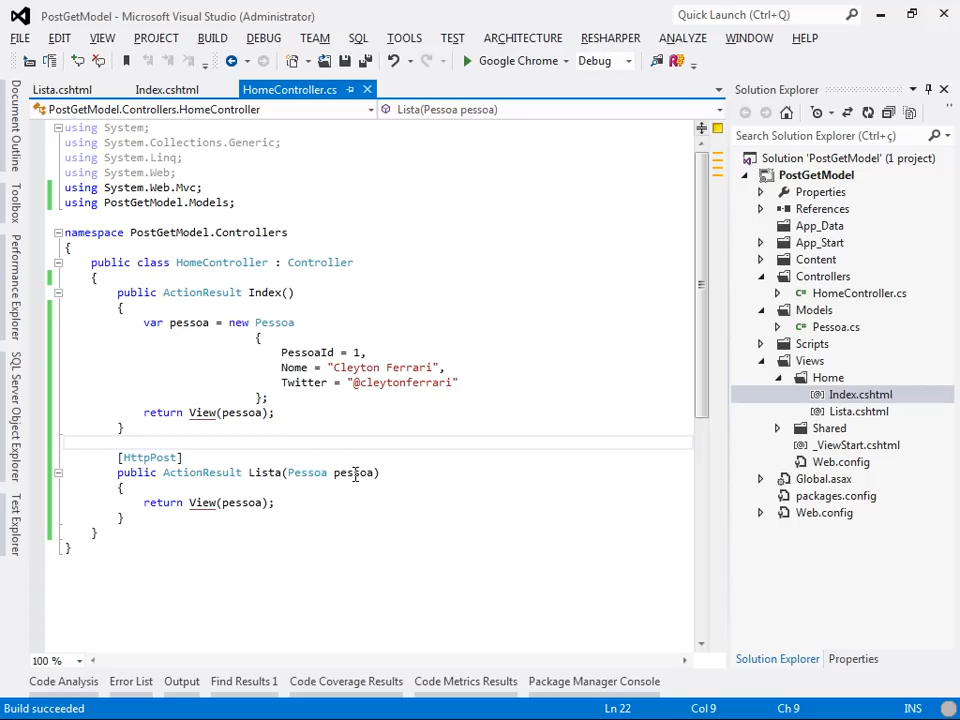 PostGetModel - Microsoft Visual Studio (Administrator)
Quick Launch (Ctrl+Q)
FILE EDIT VIEW PROJECT BUILD DEBUG TEAM SQL TOOLS TEST ARCHITECTURE RESHARPER ANALYZE WINDOW HELP
Google Chrome Debug
Document Outline
Toolbox
Performance Explorer
SQL Server Object Explorer
Test Explorer
Lista.cshtml Index.cshtml HomeController.cs
PostGetModel.Controllers.HomeController Lista(Pessoa pessoa)
using System;
using System.Collections.Generic;
using System.Linq;
using System.Web;
using System.Web.Mvc;
using PostGetModel.Models;
namespace PostGetModel.Controllers
{
public class HomeController : Controller
{
public ActionResult Index()
{
var pessoa = new Pessoa
{
PessoaId = 1,
Nome = "Cleyton Ferrari",
Twitter = "@cleytonferrari"
};
return View(pessoa);
}
[HttpPost]
public ActionResult Lista(Pessoa pessoa)
{
return View(pessoa);
}
}
}
100 %
Solution Explorer
Search Solution Explorer (Ctrl+ç)
Solution 'PostGetModel' (1 project)
PostGetModel
Properties
References
App_Data
App_Start
Content
Controllers
HomeController.cs
Models
Pessoa.cs
Scripts
Views
Home
Index.cshtml
Lista.cshtml
Shared
_ViewStart.cshtml
Web.config
Global.asax
packages.config
Web.config
Solution Explorer Properties
Code Analysis Error List Output Find Results 1 Code Coverage Results Code Metrics Results Package Manager Console
Build succeeded Ln 22 Col 9 Ch 9 INS